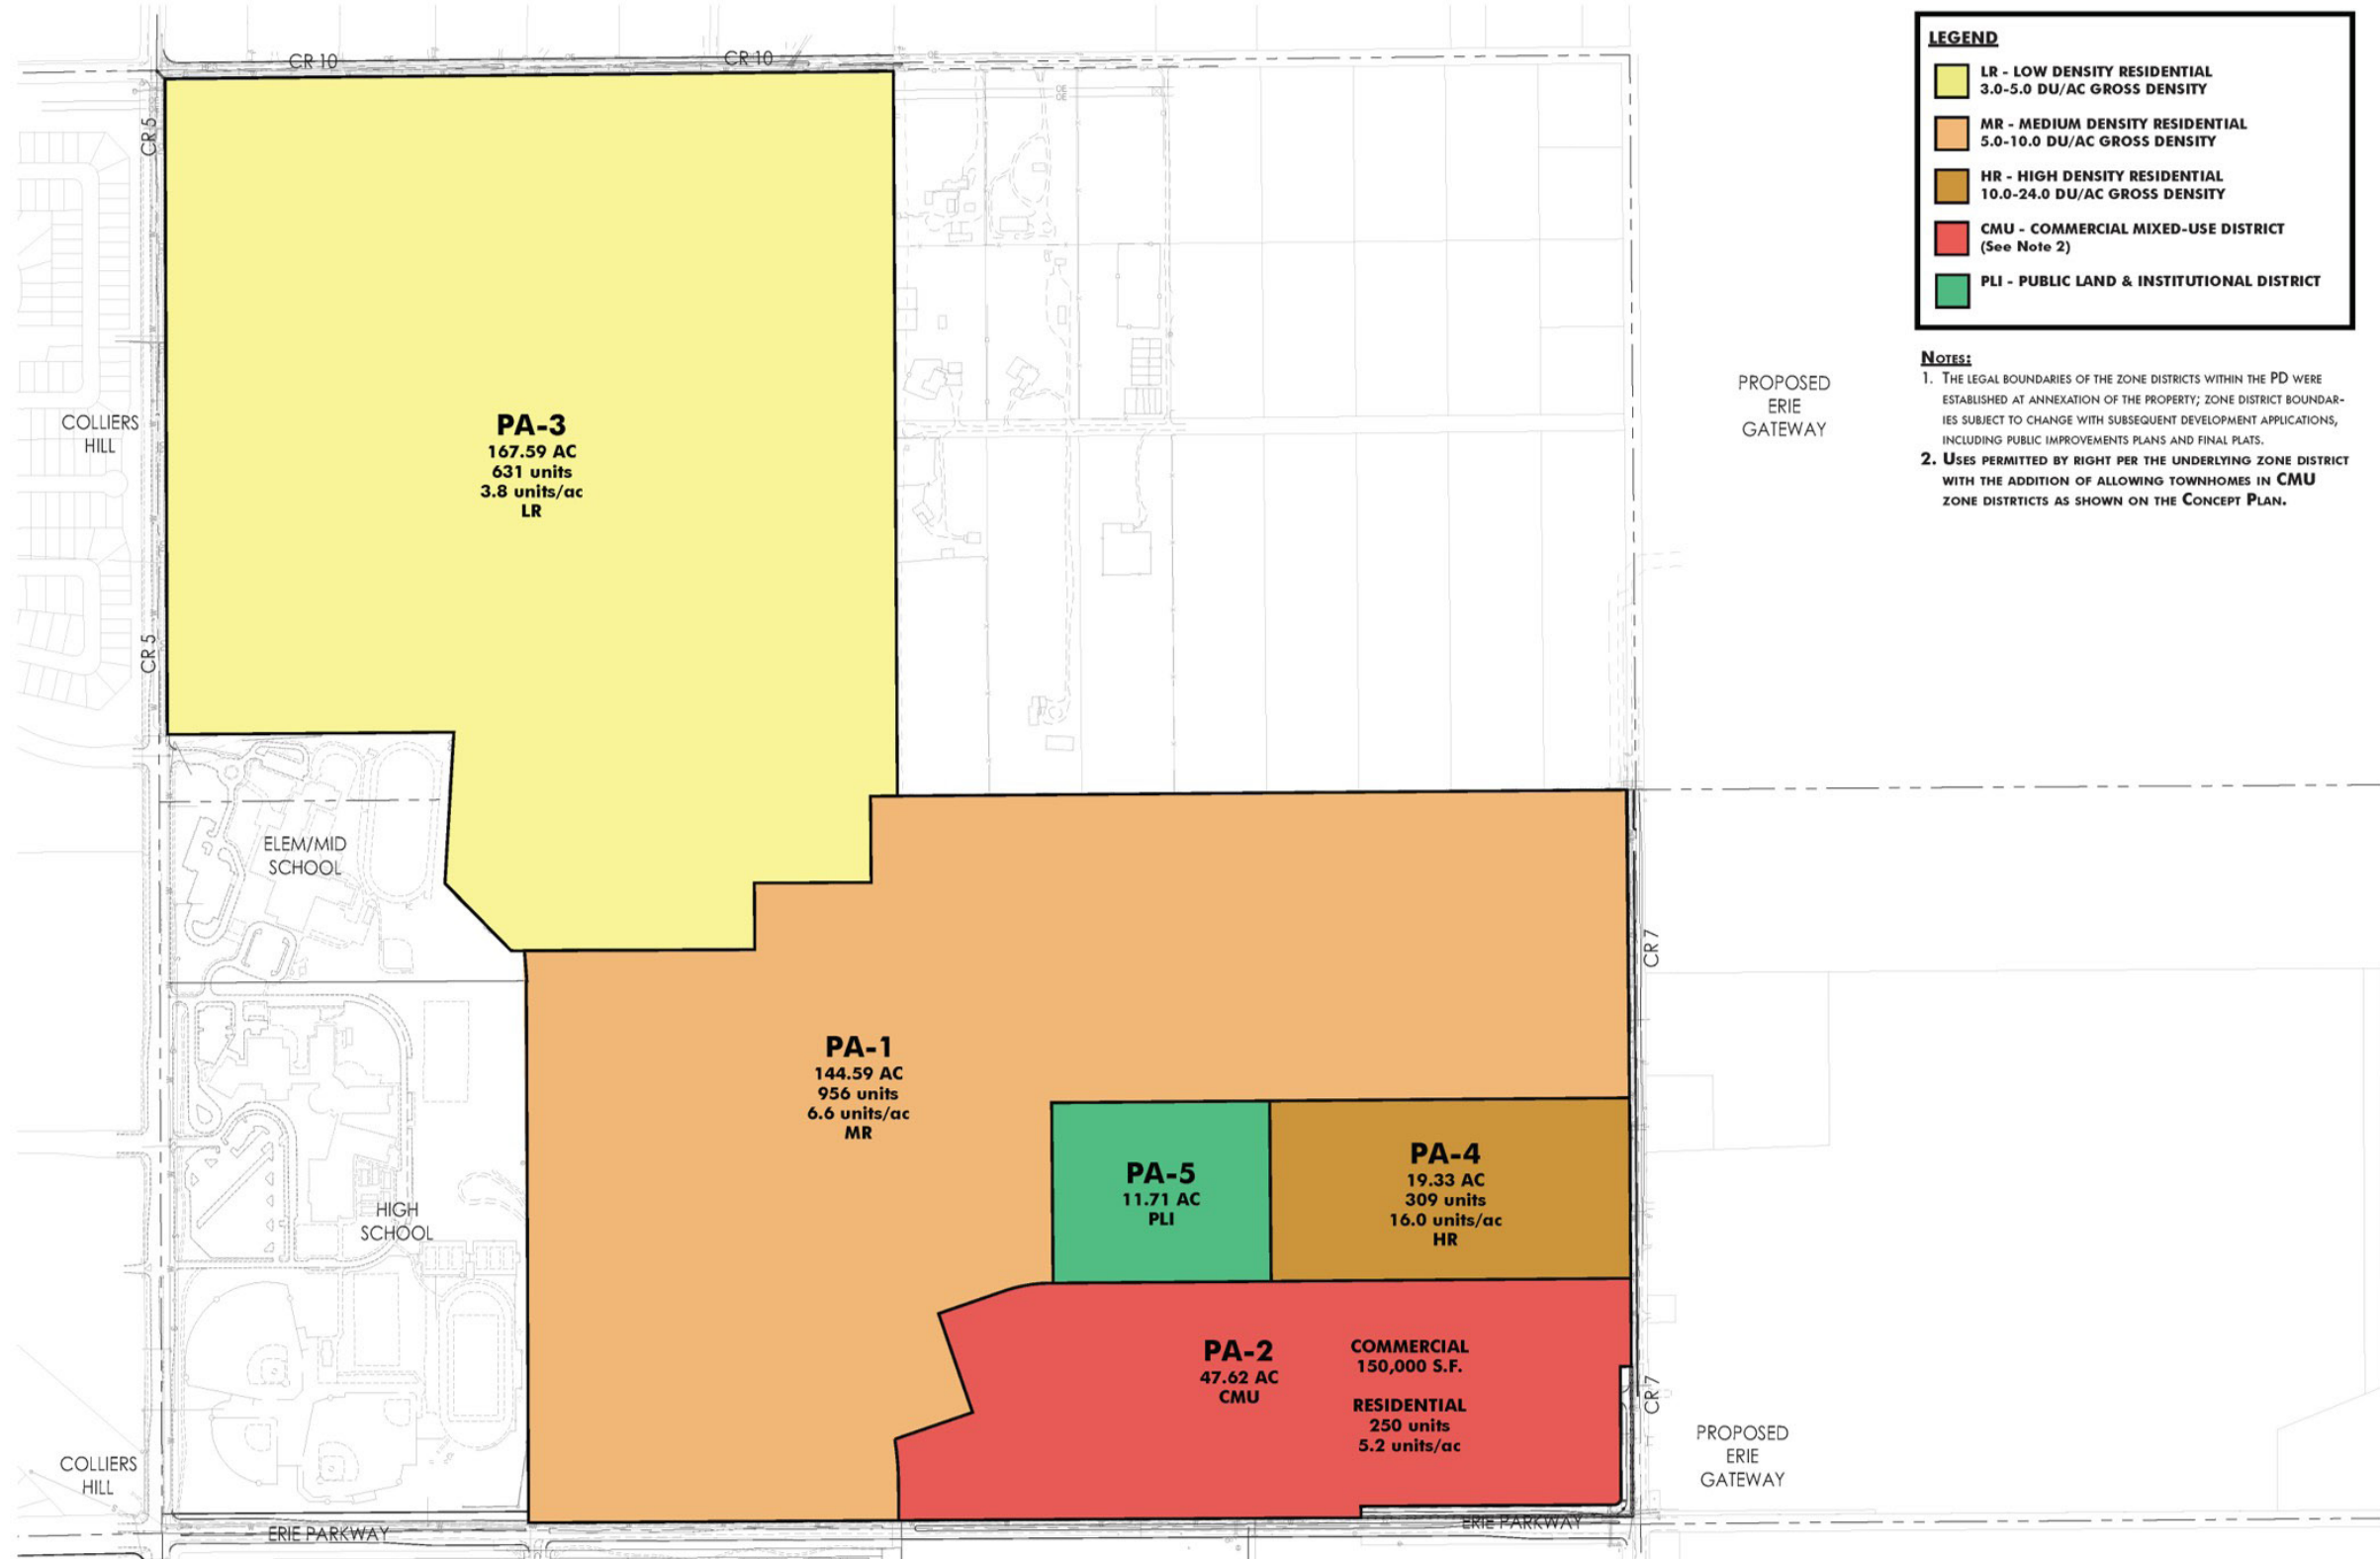 CR 10
CR 10
CR 5
CR 5
COLLIERS
HILL
PA-3
167.59 AC
631 units
3.8 units/ac
LR
ELEM/MID
SCHOOL
HIGH
SCHOOL
PA-1
144.59 AC
956 units
6.6 units/ac
MR
PA-5
11.71 AC
PLI
PA-4
19.33 AC
309 units
16.0 units/ac
HR
PA-2
47.62 AC
CMU
COMMERCIAL
150,000 S.F.
RESIDENTIAL
250 units
5.2 units/ac
CR 7
CR 7
COLLIERS
HILL
ERIE PARKWAY
ERIE PARKWAY
PROPOSED
ERIE
GATEWAY
PROPOSED
ERIE
GATEWAY
LEGEND
LR - LOW DENSITY RESIDENTIAL
3.0-5.0 DU/AC GROSS DENSITY
MR - MEDIUM DENSITY RESIDENTIAL
5.0-10.0 DU/AC GROSS DENSITY
HR - HIGH DENSITY RESIDENTIAL
10.0-24.0 DU/AC GROSS DENSITY
CMU - COMMERCIAL MIXED-USE DISTRICT
(See Note 2)
PLI - PUBLIC LAND & INSTITUTIONAL DISTRICT
NOTES:
1. THE LEGAL BOUNDARIES OF THE ZONE DISTRICTS WITHIN THE PD WERE
ESTABLISHED AT ANNEXATION OF THE PROPERTY; ZONE DISTRICT BOUNDAR-
IES SUBJECT TO CHANGE WITH SUBSEQUENT DEVELOPMENT APPLICATIONS,
INCLUDING PUBLIC IMPROVEMENTS PLANS AND FINAL PLATS.
2. USES PERMITTED BY RIGHT PER THE UNDERLYING ZONE DISTRICT
WITH THE ADDITION OF ALLOWING TOWNHOMES IN CMU
ZONE DISTRTICTS AS SHOWN ON THE CONCEPT PLAN.